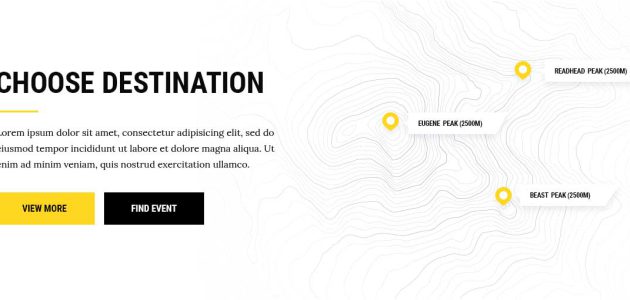 CHOOSE DESTINATION
Lorem ipsum dolor sit amet, consectetur adipisicing elit, sed do
eiusmod tempor incididunt ut labore et dolore magna aliqua. Ut
enim ad minim veniam, quis nostrud exercitation ullamco.
VIEW MORE
FIND EVENT
READHEAD PEAK (2500M)
EUGENE PEAK (2500M)
BEAST PEAK (2500M)